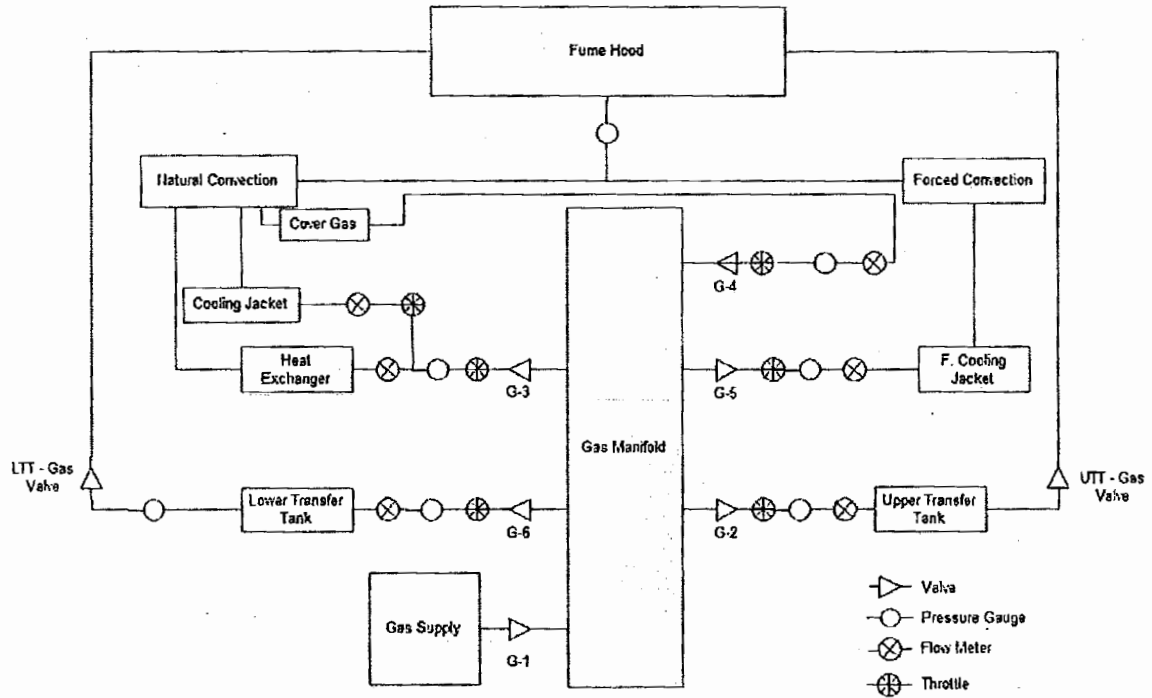 Fume Hood
Natural Convection
Forced Convection
Cover Gas
G-4
Cooling Jacket
Heat
Exchanger
G-3
G-5
F. Cooling
Jacket
Gas Manifold
LTT - Gas
Valve
UTT - Gas
Valve
Lower Transfer
Tank
G-6
G-2
Upper Transfer
Tank
Gas Supply
G-1
Valve
Pressure Gauge
Flow Meter
Throttle